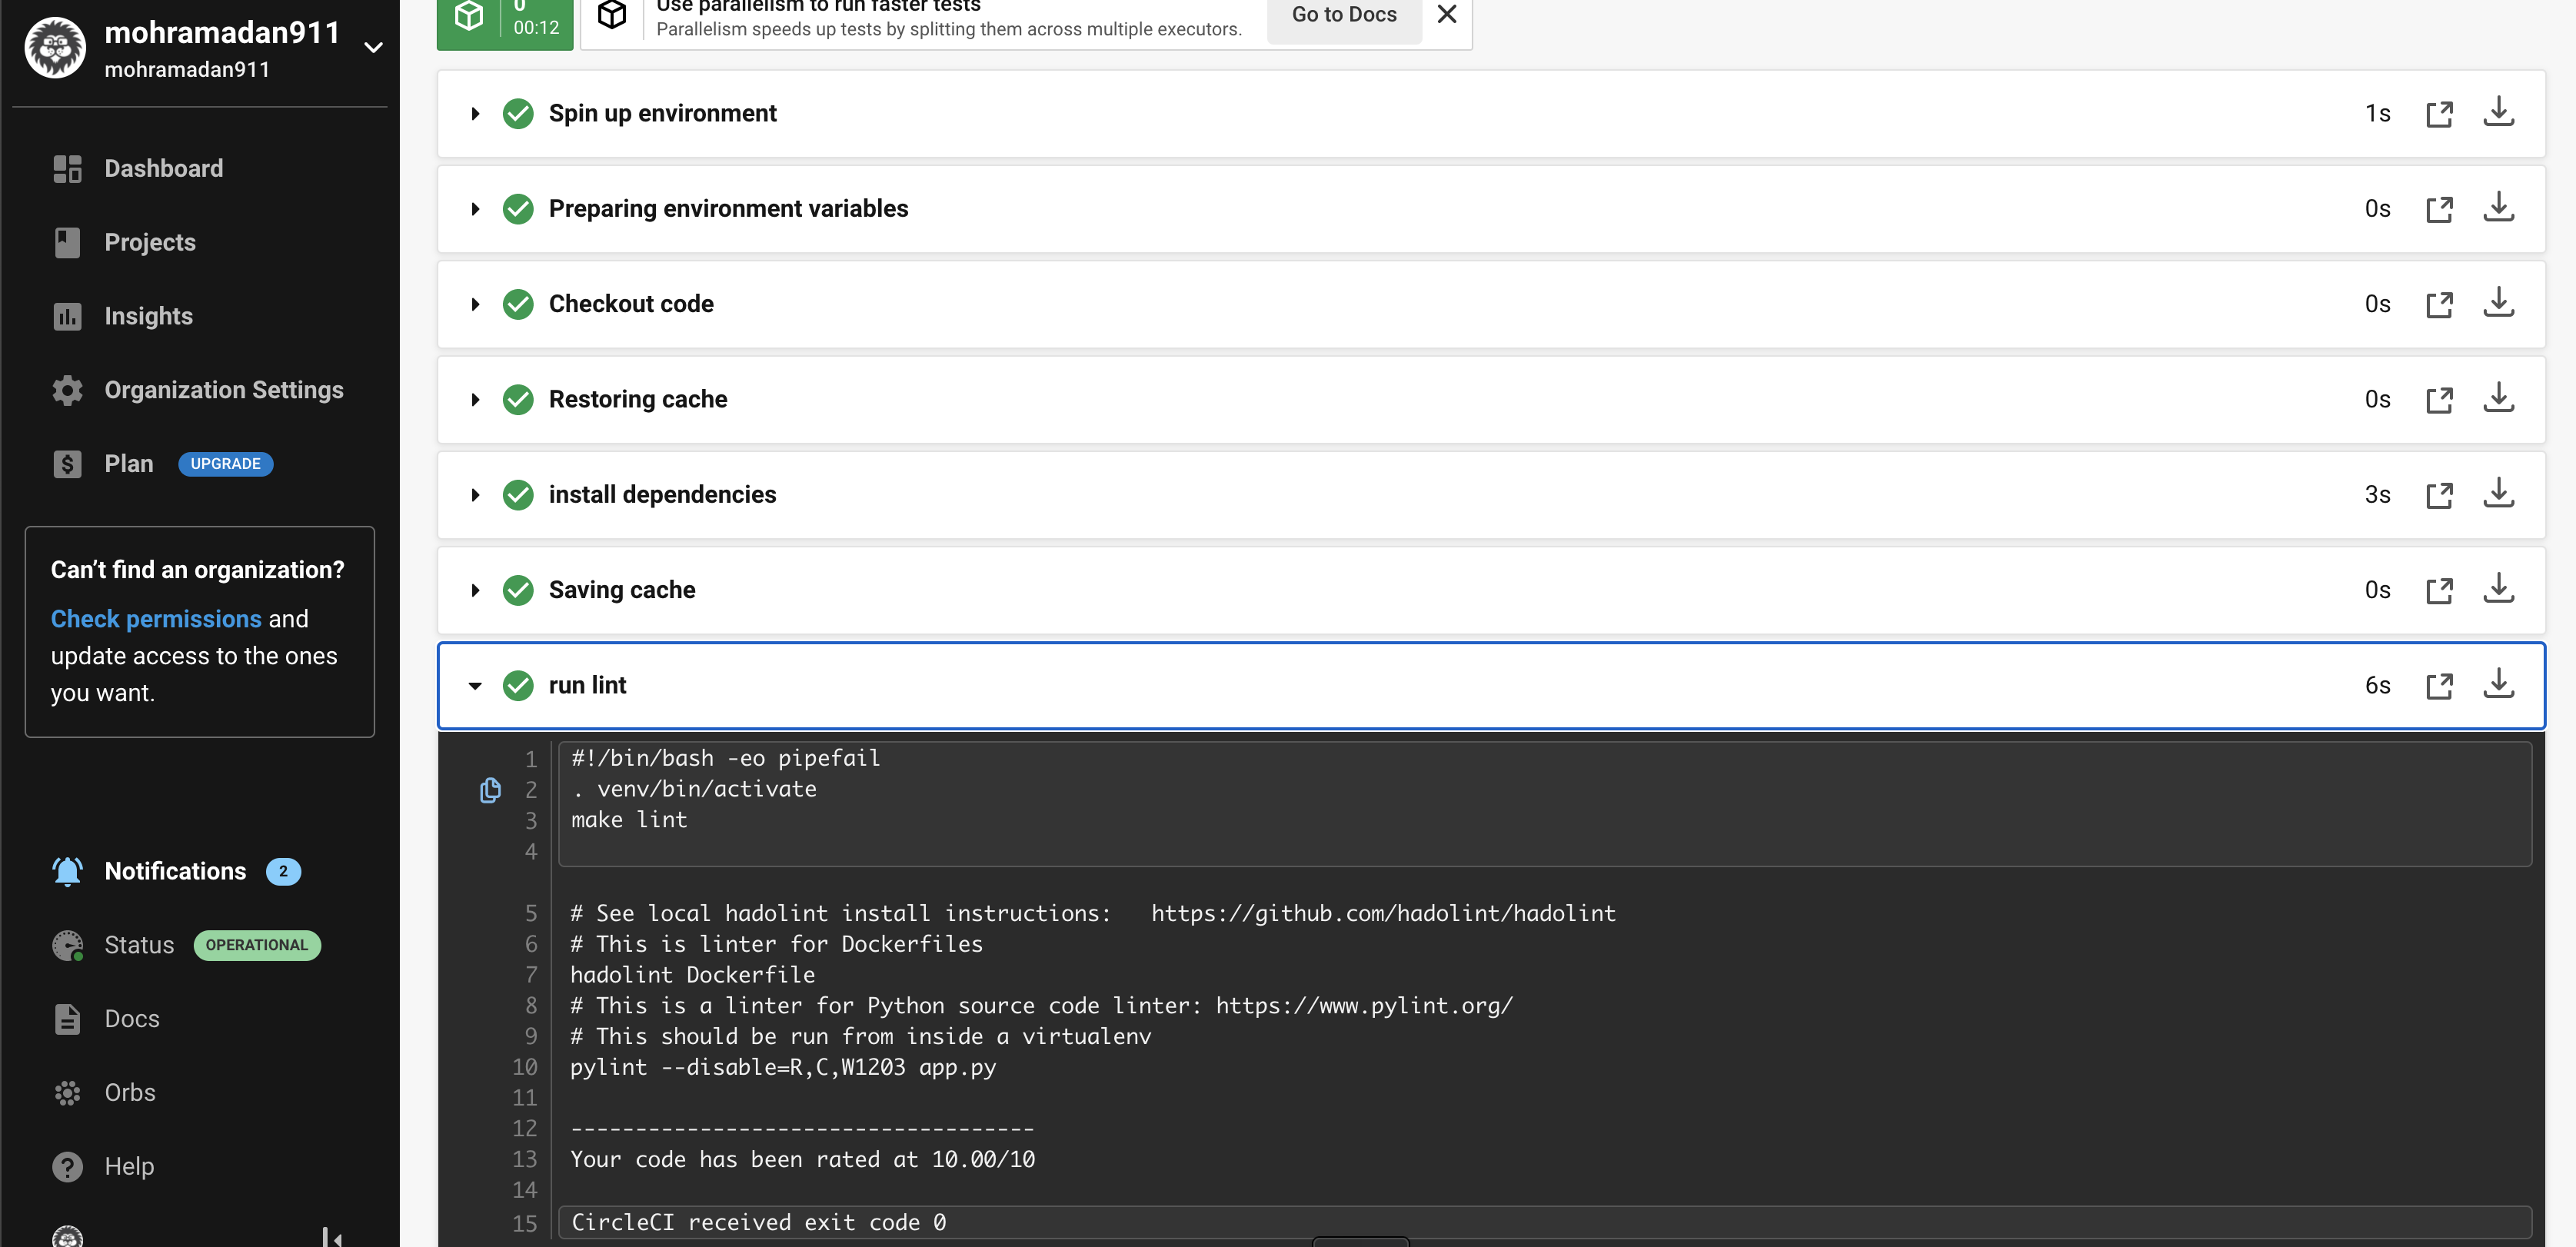 mohramadan911
mohramadan911
Dashboard
Projects
Insights
Organization Settings
Plan UPGRADE
Can’t find an organization?
Check permissions and
update access to the ones
you want.
Notifications 2
Status OPERATIONAL
Docs
Orbs
Help
0
00:12
Use parallelism to run faster tests
Parallelism speeds up tests by splitting them across multiple executors.
Go to Docs
Spin up environment 1s
Preparing environment variables 0s
Checkout code 0s
Restoring cache 0s
install dependencies 3s
Saving cache 0s
run lint 6s
1 #!/bin/bash -eo pipefail
2 . venv/bin/activate
3 make lint
4
5 # See local hadolint install instructions:   https://github.com/hadolint/hadolint
6 # This is linter for Dockerfiles
7 hadolint Dockerfile
8 # This is a linter for Python source code linter: https://www.pylint.org/
9 # This should be run from inside a virtualenv
10 pylint --disable=R,C,W1203 app.py
11
12 ------------------------------------
13 Your code has been rated at 10.00/10
14
15 CircleCI received exit code 0